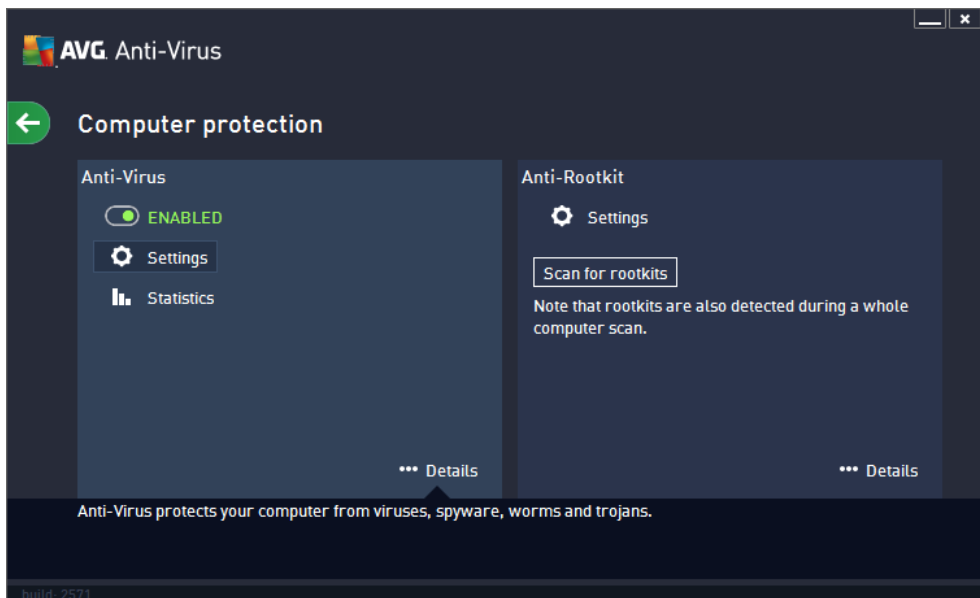 AVG. Anti-Virus
Computer protection
Anti-Virus
ENABLED
Settings
Statistics
••• Details
Anti-Rootkit
Settings
Scan for rootkits
Note that rootkits are also detected during a whole
computer scan.
••• Details
Anti-Virus protects your computer from viruses, spyware, worms and trojans.
build: 2571